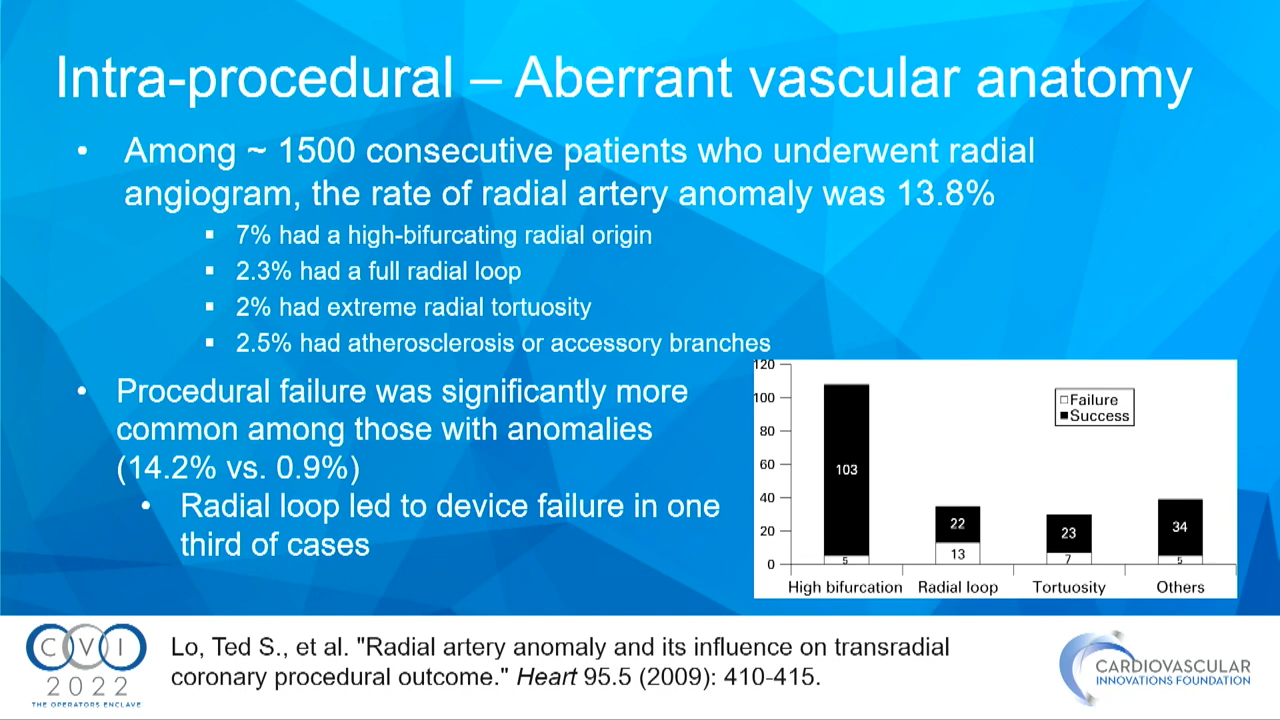 Intra-procedural – Aberrant vascular anatomy
• Among ~ 1500 consecutive patients who underwent radial
angiogram, the rate of radial artery anomaly was 13.8%
▪ 7% had a high-bifurcating radial origin
▪ 2.3% had a full radial loop
▪ 2% had extreme radial tortuosity
▪ 2.5% had atherosclerosis or accessory branches
• Procedural failure was significantly more
common among those with anomalies
(14.2% vs. 0.9%)
• Radial loop led to device failure in one
third of cases
120
100
80
60
40
20
0
Failure
Success
103
5
22
13
23
7
34
5
High bifurcation
Radial loop
Tortuosity
Others
CVI
2022
THE OPERATORS ENCLAVE
Lo, Ted S., et al. "Radial artery anomaly and its influence on transradial
coronary procedural outcome." Heart 95.5 (2009): 410-415.
CARDIOVASCULAR
INNOVATIONS FOUNDATION